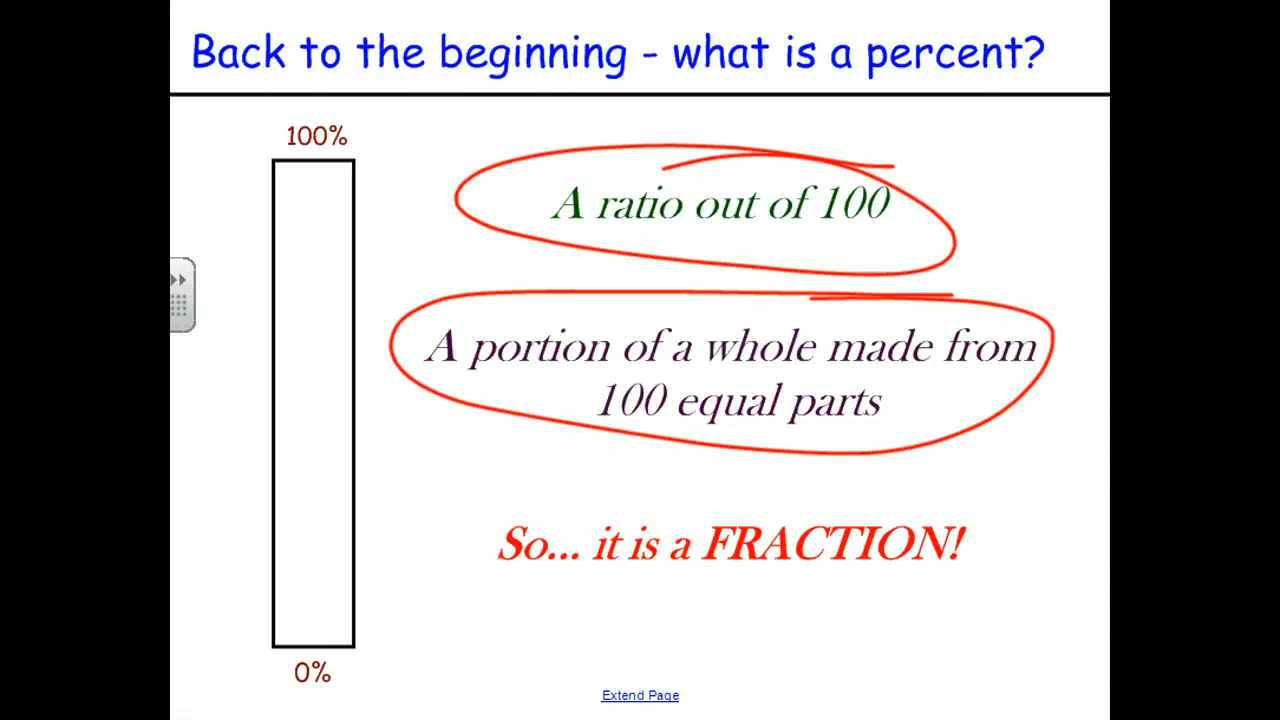 Back to the beginning - what is a percent?
100%
A ratio out of 100
A portion of a whole made from
100 equal parts
So... it is a FRACTION!
0%
Extend Page